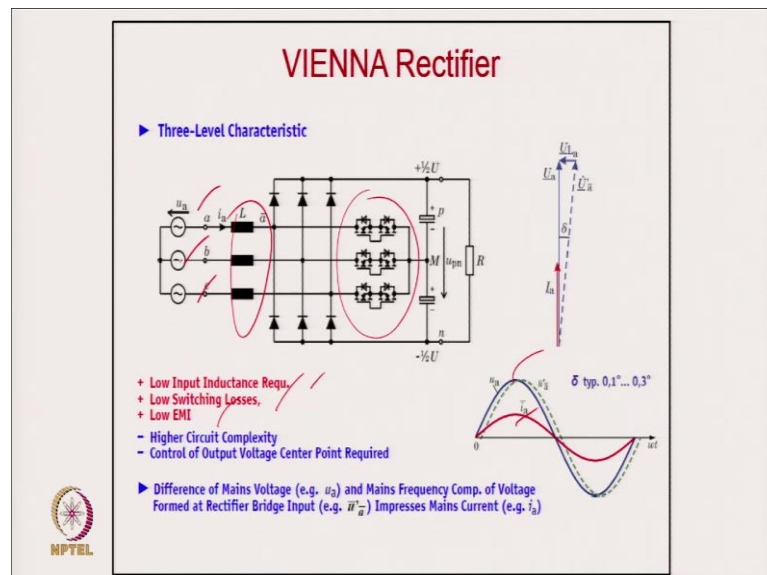 VIENNA Rectifier
▶ Three-Level Characteristic
+½U
u_a
a
i_a
L
ā
b
c
+
p
−
M
u_pn
R
+
−
n
-½U
U_La
U_a
U'_ā
δ
I_a
+ Low Input Inductance Requ.
+ Low Switching Losses,
+ Low EMI
− Higher Circuit Complexity
− Control of Output Voltage Center Point Required
u_a
u'_ā
i_a
δ typ. 0,1°... 0,3°
0
ωt
▶ Difference of Mains Voltage (e.g. u_a) and Mains Frequency Comp. of Voltage
Formed at Rectifier Bridge Input (e.g. ū'_ā) Impresses Mains Current (e.g. i_a)
NPTEL